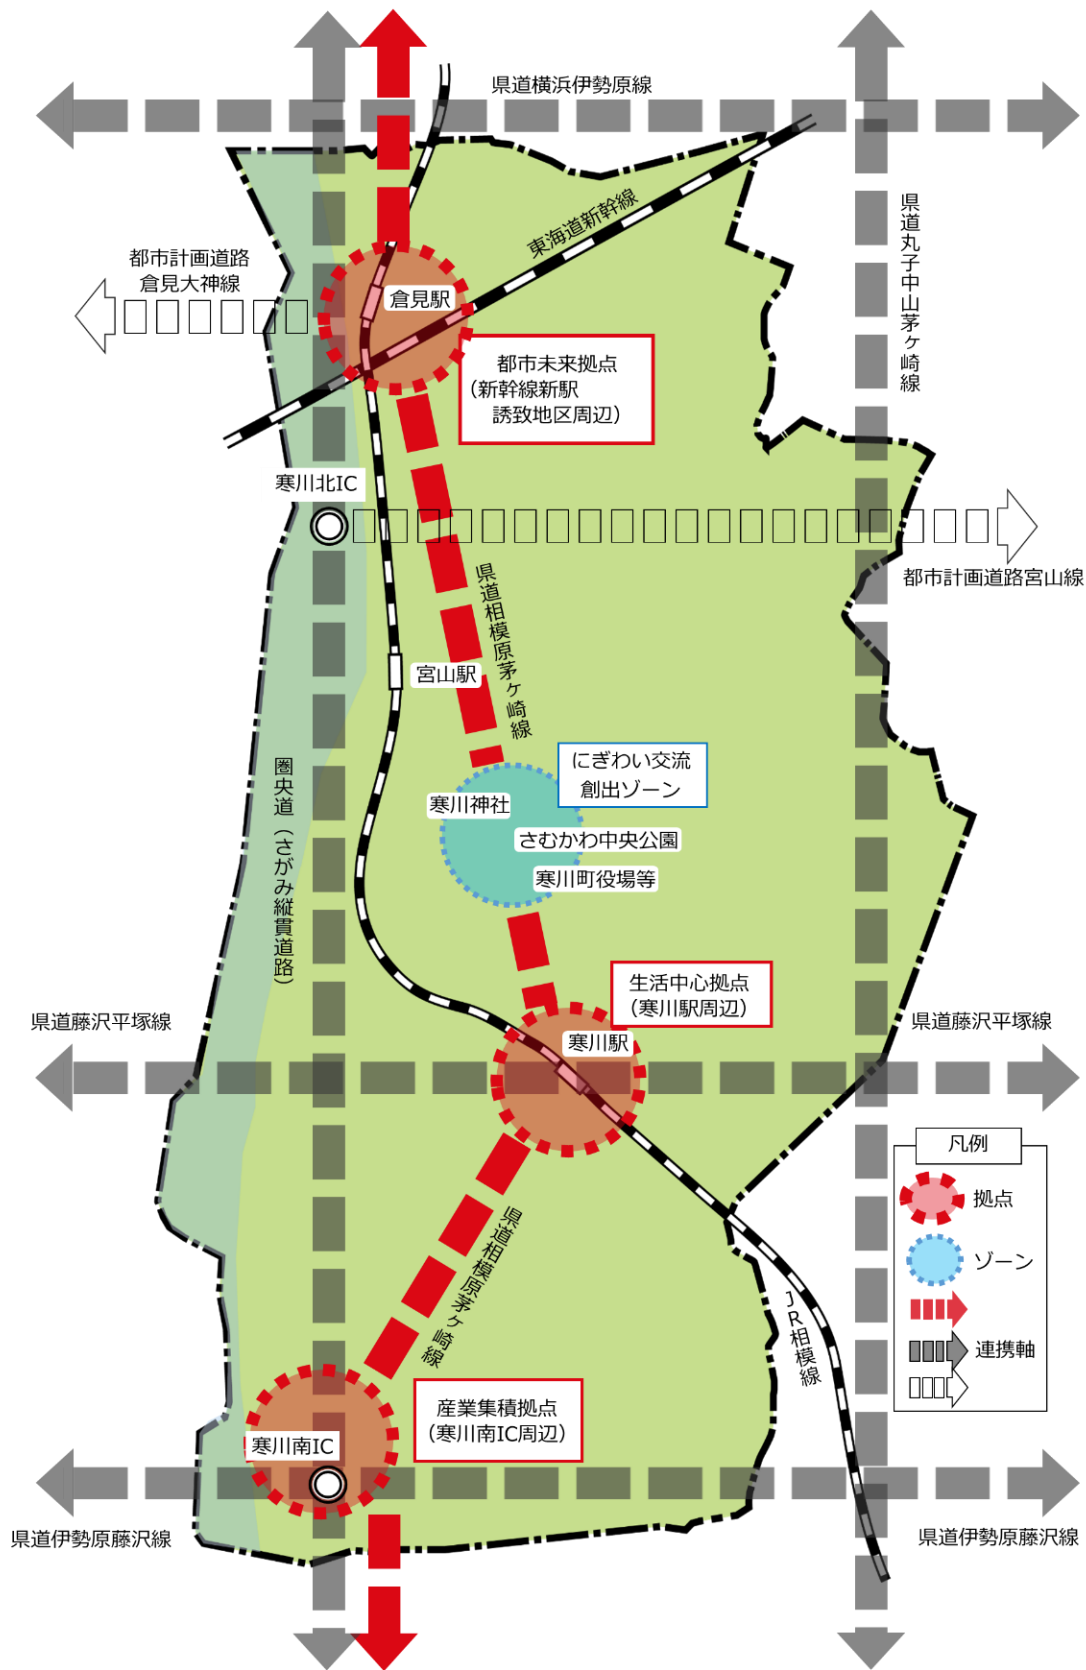 県道横浜伊勢原線
県道丸子中山茅ヶ崎線
東海道新幹線
都市計画道路
倉見大神線
倉見駅
都市未来拠点
（新幹線新駅
誘致地区周辺）
寒川北IC
都市計画道路宮山線
県道相模原茅ヶ崎線
宮山駅
にぎわい交流
創出ゾーン
寒川神社
さむかわ中央公園
寒川町役場等
圏央道（さがみ縦貫道路）
生活中心拠点
（寒川駅周辺）
県道藤沢平塚線
県道藤沢平塚線
寒川駅
凡例
拠点
ゾーン
連携軸
県道相模原茅ヶ崎線
JR相模線
産業集積拠点
（寒川南IC周辺）
寒川南IC
県道伊勢原藤沢線
県道伊勢原藤沢線